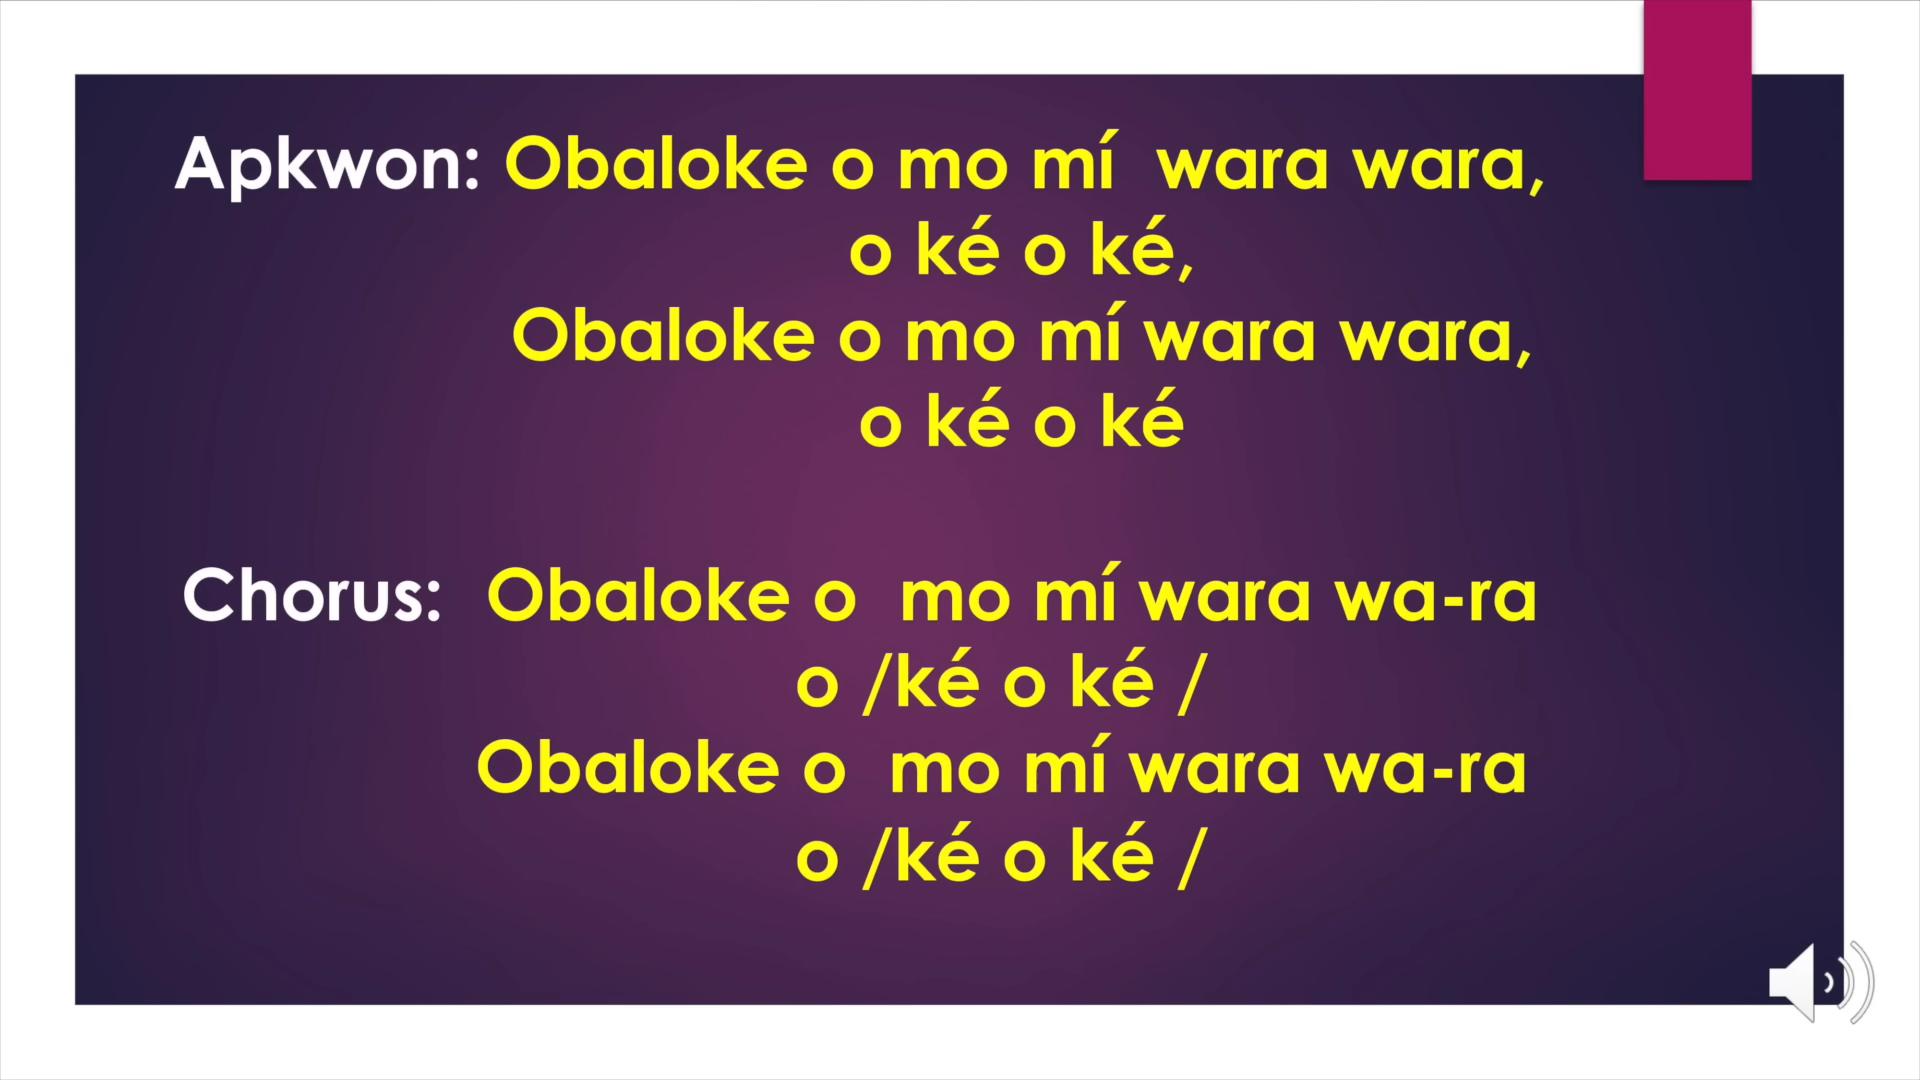 Apkwon: Obaloke o mo mí  wara wara,
o ké o ké,
Obaloke o mo mí wara wara,
o ké o ké
Chorus:  Obaloke o  mo mí wara wa-ra
o /ké o ké /
Obaloke o  mo mí wara wa-ra
o /ké o ké /